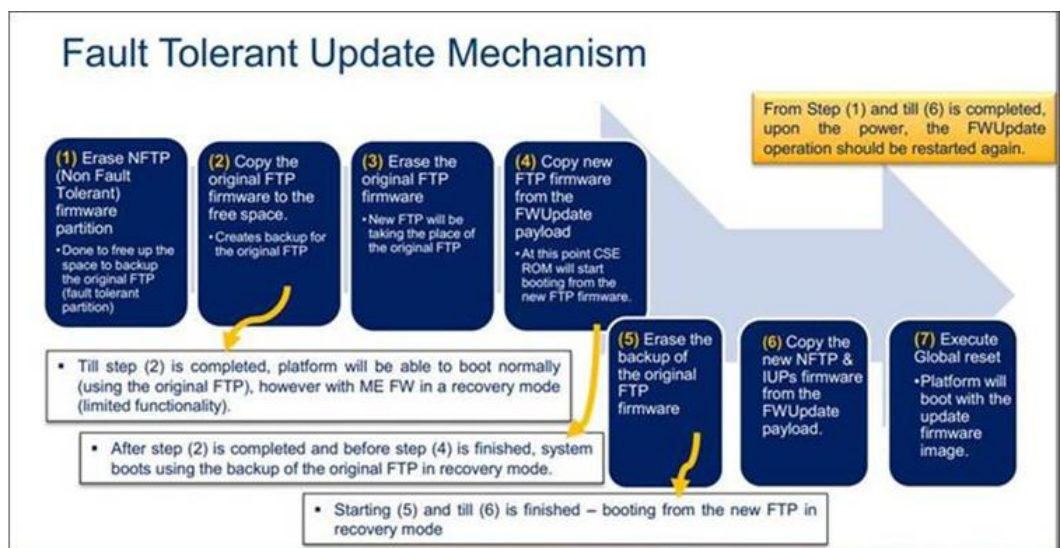 Fault Tolerant Update Mechanism
From Step (1) and till (6) is completed,
upon the power, the FWUpdate
operation should be restarted again.
(1) Erase NFTP
(Non Fault
Tolerant)
firmware
partition
•Done to free up the
space to backup
the original FTP
(fault tolerant
partition)
(2) Copy the
original FTP
firmware to the
free space.
•Creates backup for
the original FTP
(3) Erase the
original FTP
firmware
•New FTP will be
taking the place of
the original FTP
(4) Copy new
FTP firmware
from the
FWUpdate
payload
•At this point CSE
ROM will start
booting from the
new FTP firmware.
▪ Till step (2) is completed, platform will be able to boot normally
(using the original FTP), however with ME FW in a recovery mode
(limited functionality).
▪ After step (2) is completed and before step (4) is finished, system
boots using the backup of the original FTP in recovery mode.
(5) Erase the
backup of
the original
FTP
firmware
(6) Copy the
new NFTP &
IUPs firmware
from the
FWUpdate
payload.
(7) Execute
Global reset
•Platform will
boot with the
update
firmware
image.
▪ Starting (5) and till (6) is finished – booting from the new FTP in
recovery mode